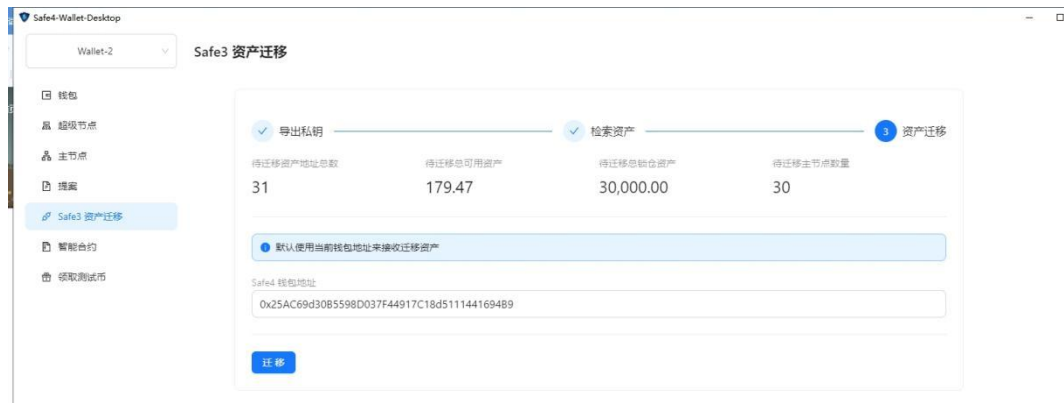 Safe4-Wallet-Desktop
Wallet-2
Safe3 资产迁移
钱包
超级节点
主节点
提案
Safe3 资产迁移
智能合约
领取测试币
导出私钥
检索资产
3 资产迁移
待迁移资产地址总数
待迁移总可用资产
待迁移总锁仓资产
待迁移主节点数量
31
179.47
30,000.00
30
默认使用当前钱包地址来接收迁移资产
Safe4 钱包地址
0x25AC69d30B5598D037F44917C18d5111441694B9
迁移